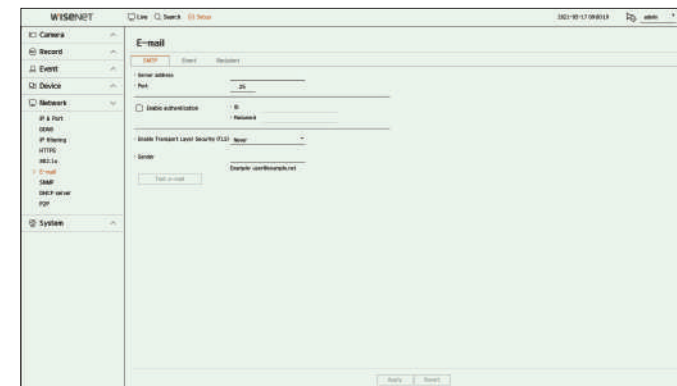 WISENET
Live Search Setup
admin
Camera
Record
Event
Device
Network
IP & Port
DDNS
IP filtering
HTTPS
802.1x
E-mail
SNMP
DHCP server
P2P
System
E-mail
SMTP Event Recipient
Server address
Port 25
Enable authentication
ID
Password
Enable Transport Layer Security (TLS) Never
Sender
Example: user@example.net
Test e-mail
Apply Revert